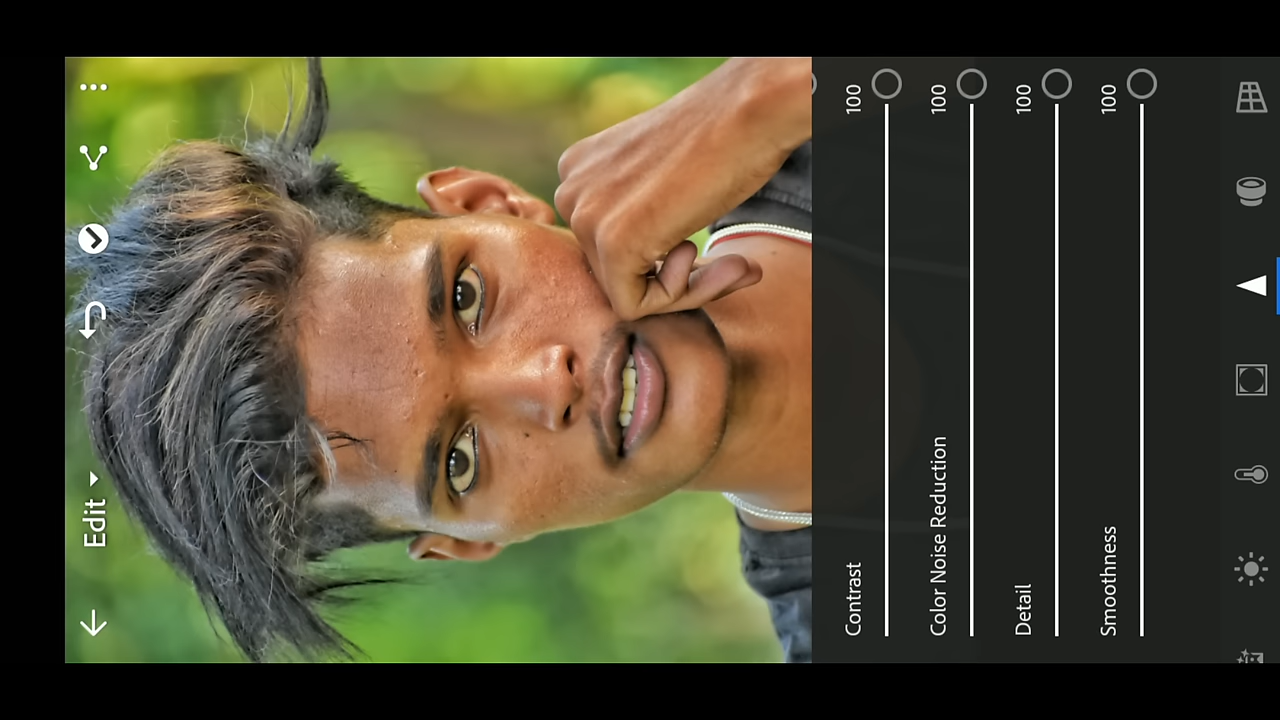 Edit
Contrast 100
Color Noise Reduction 100
Detail 100
Smoothness 100